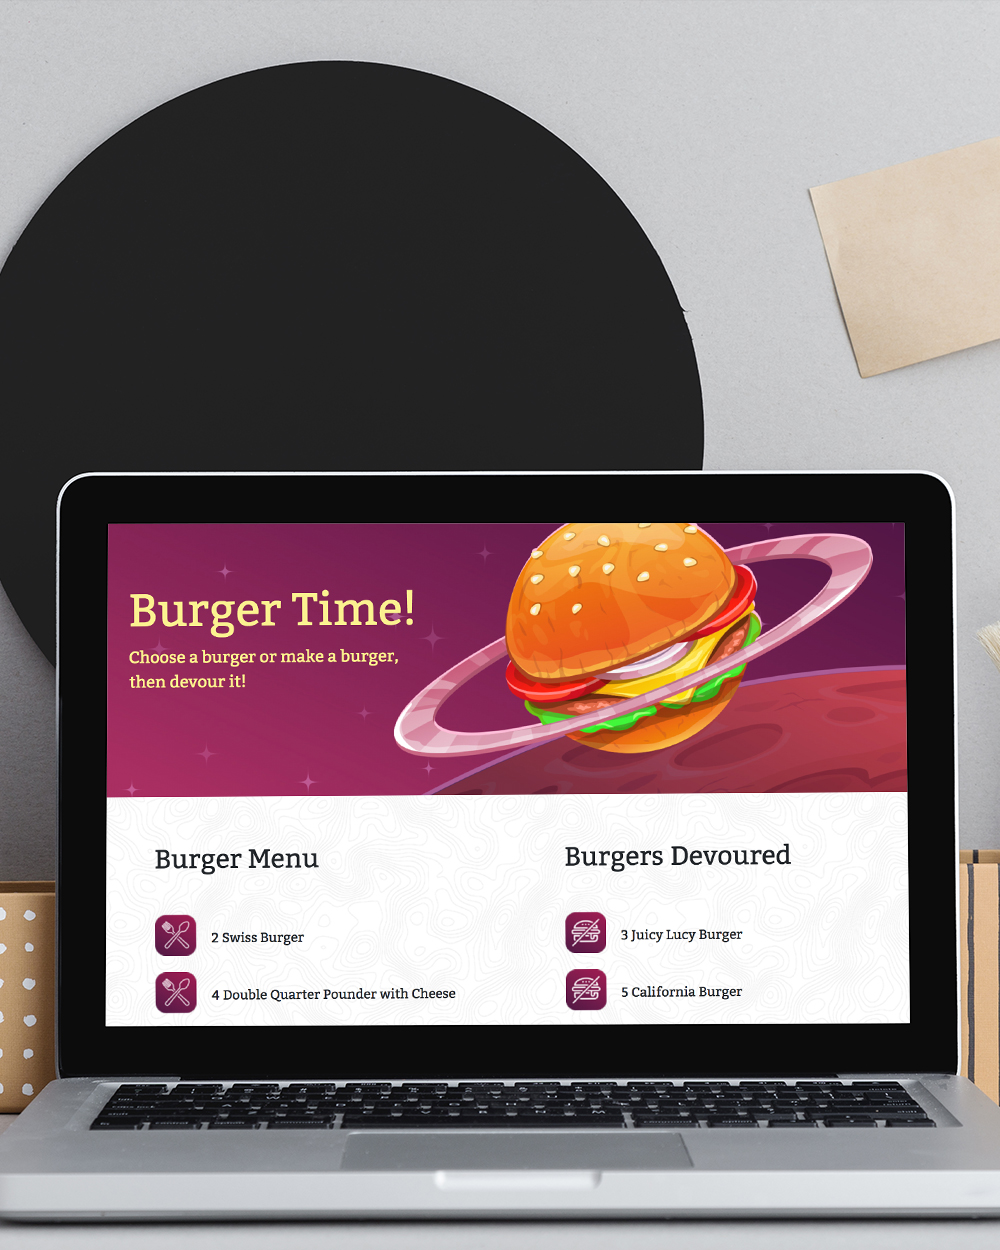 Burger Time!
Choose a burger or make a burger,
then devour it!
Burger Menu
2 Swiss Burger
4 Double Quarter Pounder with Cheese
Burgers Devoured
3 Juicy Lucy Burger
5 California Burger